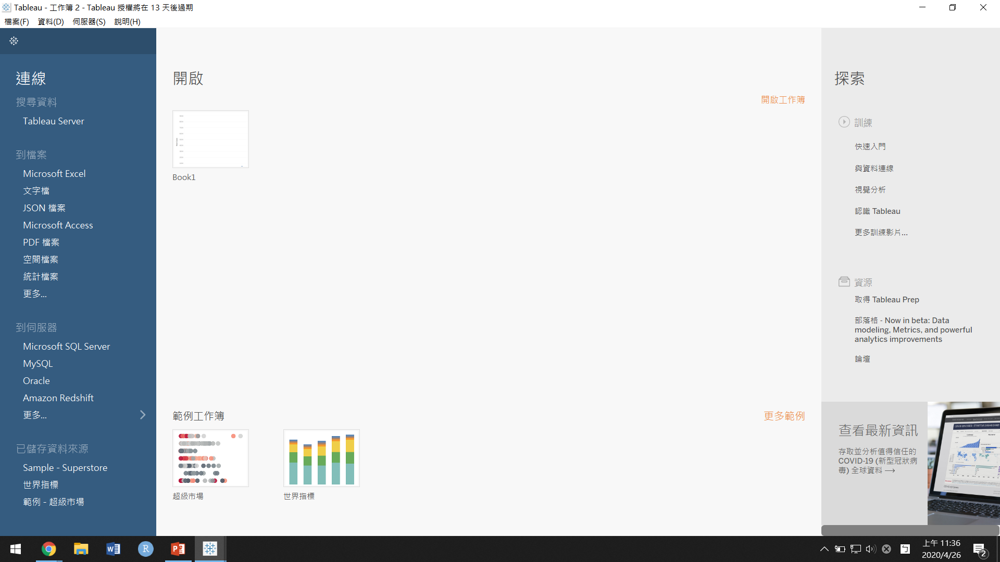 Tableau - 工作簿 2 - Tableau 授權將在 13 天後過期
檔案(F) 資料(D) 伺服器(S) 說明(H)
連線
搜尋資料
Tableau Server
到檔案
Microsoft Excel
文字檔
JSON 檔案
Microsoft Access
PDF 檔案
空間檔案
統計檔案
更多...
到伺服器
Microsoft SQL Server
MySQL
Oracle
Amazon Redshift
更多...
已儲存資料來源
Sample - Superstore
世界指標
範例 - 超級市場
開啟
開啟工作簿
Book1
範例工作簿
更多範例
超級市場
世界指標
探索
訓練
快速入門
與資料連線
視覺分析
認識 Tableau
更多訓練影片...
資源
取得 Tableau Prep
部落格 - Now in beta: Data
modeling, Metrics, and powerful
analytics improvements
論壇
查看最新資訊
存取並分析值得信任的
COVID-19 (新型冠狀病
毒) 全球資料 →
COVID-19 CASES - STARTER DASHBOARD
上午 11:36
2020/4/26
2